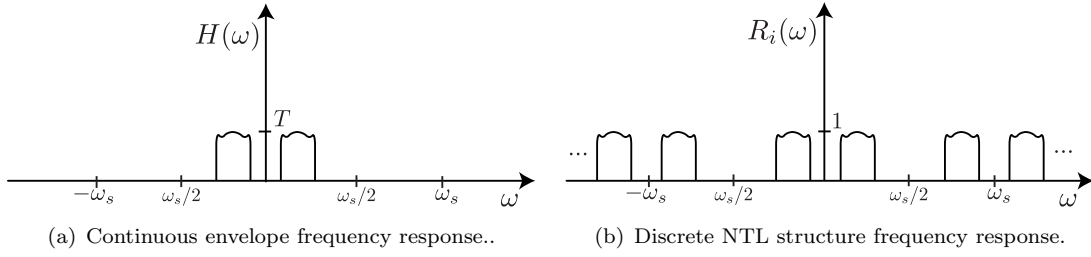 H(ω)
T
−ω_s
ω_s/2
ω_s/2
ω_s
ω
(a) Continuous envelope frequency response..
R_i(ω)
1
...
...
−ω_s
ω_s/2
ω_s/2
ω_s
ω
(b) Discrete NTL structure frequency response.